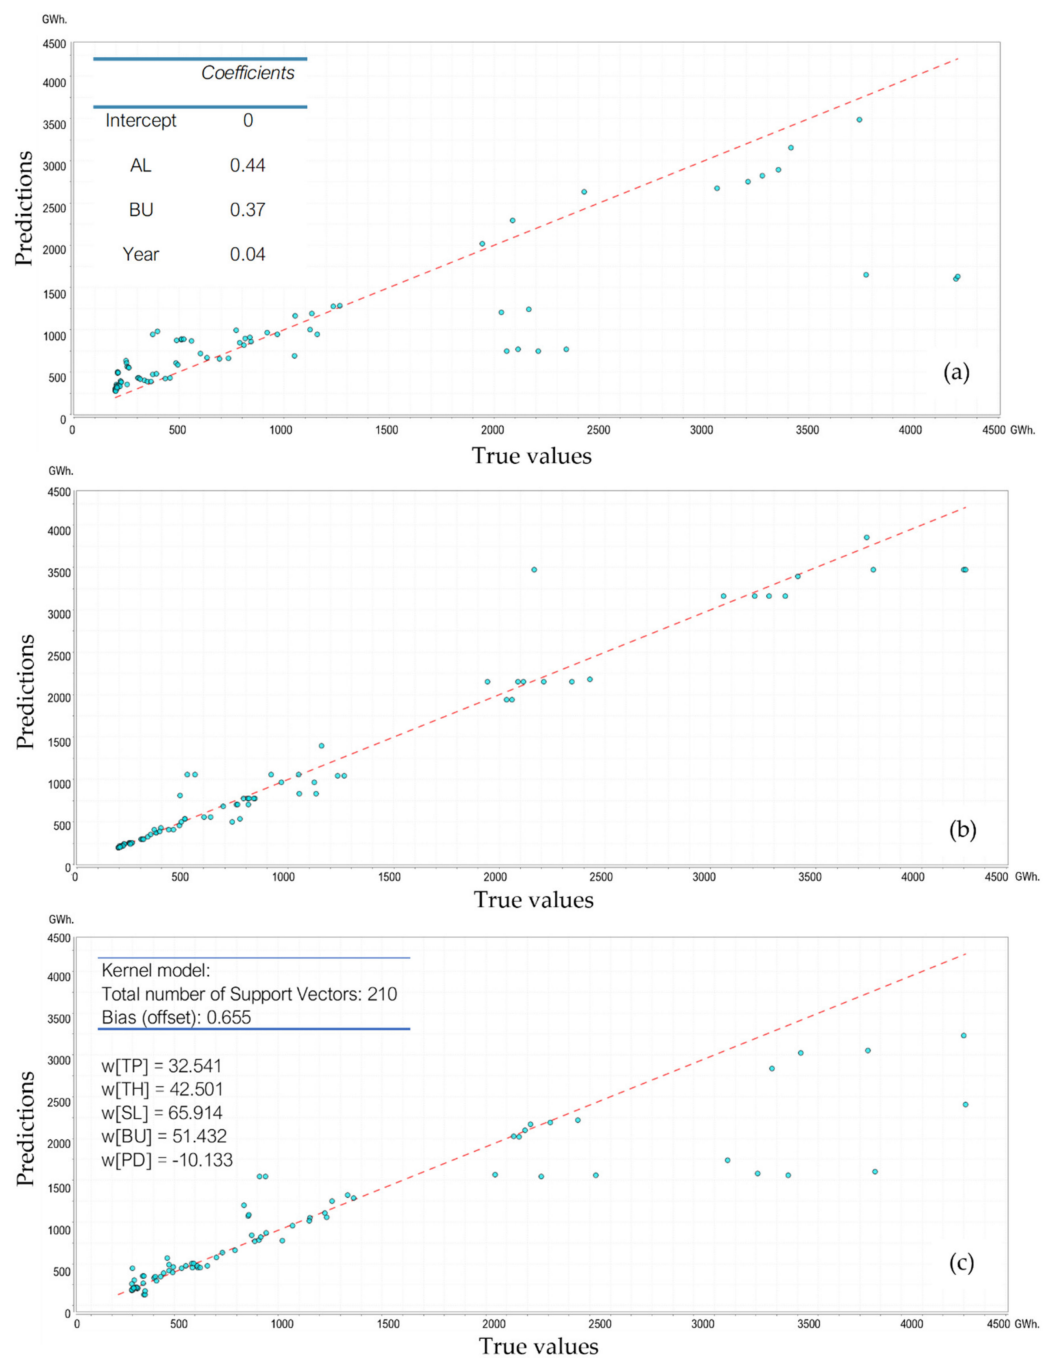 GWh.
4500
Coefficients
4000
3500
Intercept 0
3000
AL 0.44
2500
BU 0.37
2000
Year 0.04
1500
1000
500
(a)
0
0 500 1000 1500 2000 2500 3000 3500 4000 4500 GWh.
Predictions
True values
GWh.
4500
4000
3500
3000
2500
2000
1500
1000
500
(b)
0
0 500 1000 1500 2000 2500 3000 3500 4000 4500 GWh.
Predictions
True values
GWh.
4500
Kernel model:
4000
Total number of Support Vectors: 210
Bias (offset): 0.655
3500
3000
w[TP] = 32.541
w[TH] = 42.501
2500
w[SL] = 65.914
w[BU] = 51.432
2000
w[PD] = -10.133
1500
1000
500
(c)
0
0 500 1000 1500 2000 2500 3000 3500 4000 4500 GWh.
Predictions
True values